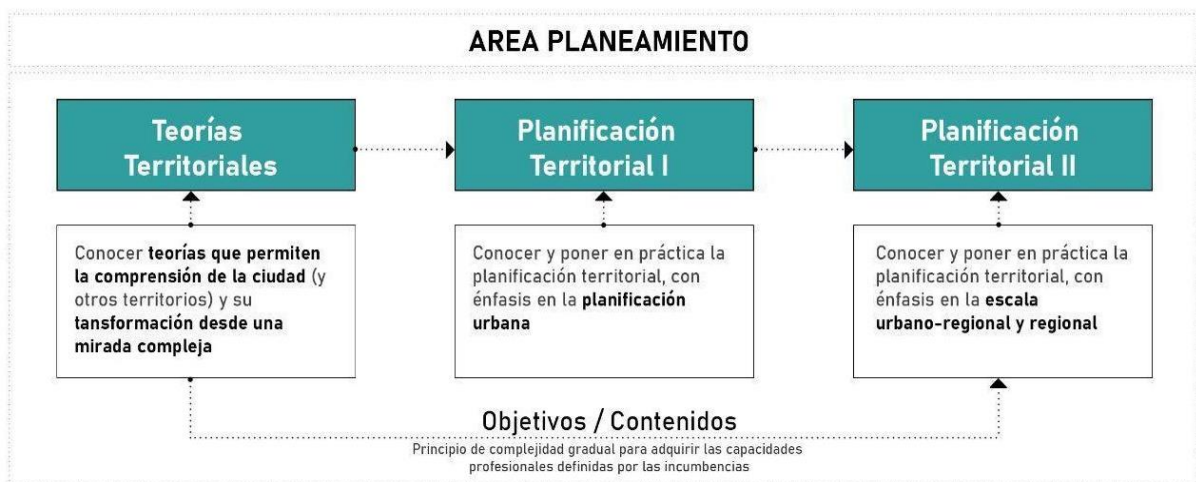 AREA PLANEAMIENTO
Teorías
Territoriales
Planificación
Territorial I
Planificación
Territorial II
Conocer teorías que permiten
la comprensión de la ciudad (y
otros territorios) y su
tansformación desde una
mirada compleja
Conocer y poner en práctica la
planificación territorial, con
énfasis en la planificación
urbana
Conocer y poner en práctica la
planificación territorial, con
énfasis en la escala
urbano-regional y regional
Objetivos / Contenidos
Principio de complejidad gradual para adquirir las capacidades
profesionales definidas por las incumbencias